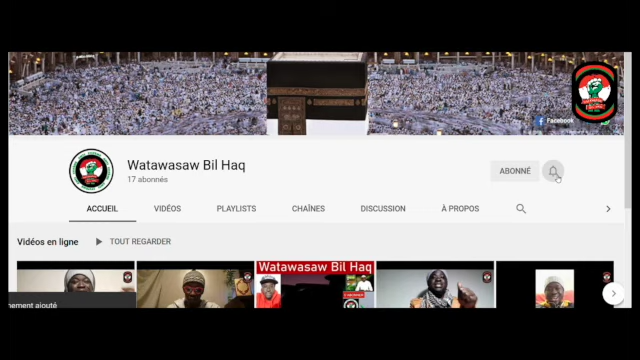 Facebook
Watawasaw Bil Haq
17 abonnés
ABONNÉ
ACCUEIL VIDÉOS PLAYLISTS CHAÎNES DISCUSSION À PROPOS
Vidéos en ligne TOUT REGARDER
Watawasaw Bil Haq
nement ajouté